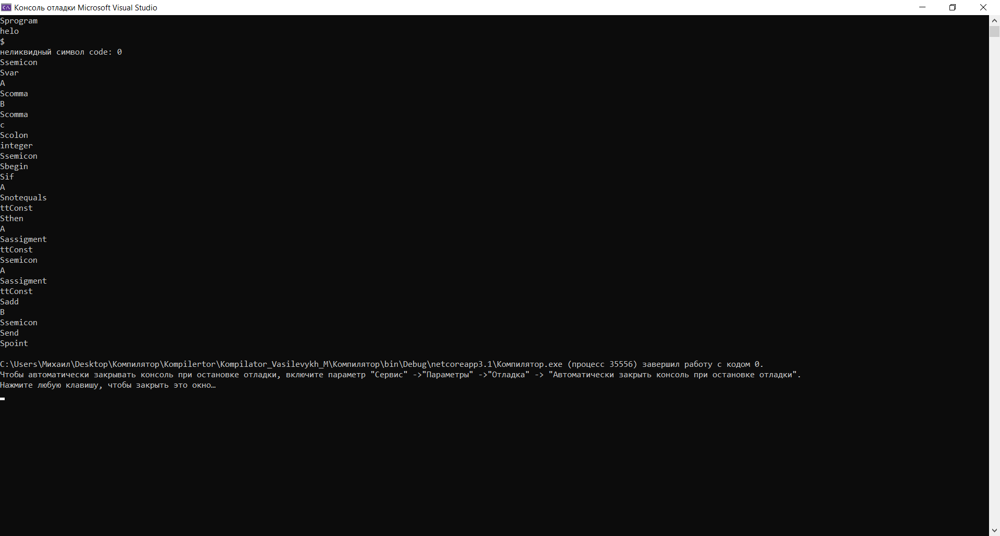 Консоль отладки Microsoft Visual Studio
Sprogram
helo
$
неликвидный символ code: 0
Ssemicon
Svar
A
Scomma
B
Scomma
c
Scolon
integer
Ssemicon
Sbegin
Sif
A
Snotequals
ttConst
Sthen
A
Sassigment
ttConst
Ssemicon
A
Sassigment
ttConst
Sadd
B
Ssemicon
Send
Spoint
C:\Users\Михаил\Desktop\Компилятор\Kompilertor\Kompilator_Vasilevykh_M\Компилятор\bin\Debug\netcoreapp3.1\Компилятор.exe (процесс 35556) завершил работу с кодом 0.
Чтобы автоматически закрывать консоль при остановке отладки, включите параметр "Сервис" ->"Параметры" ->"Отладка" -> "Автоматически закрыть консоль при остановке отладки".
Нажмите любую клавишу, чтобы закрыть это окно…